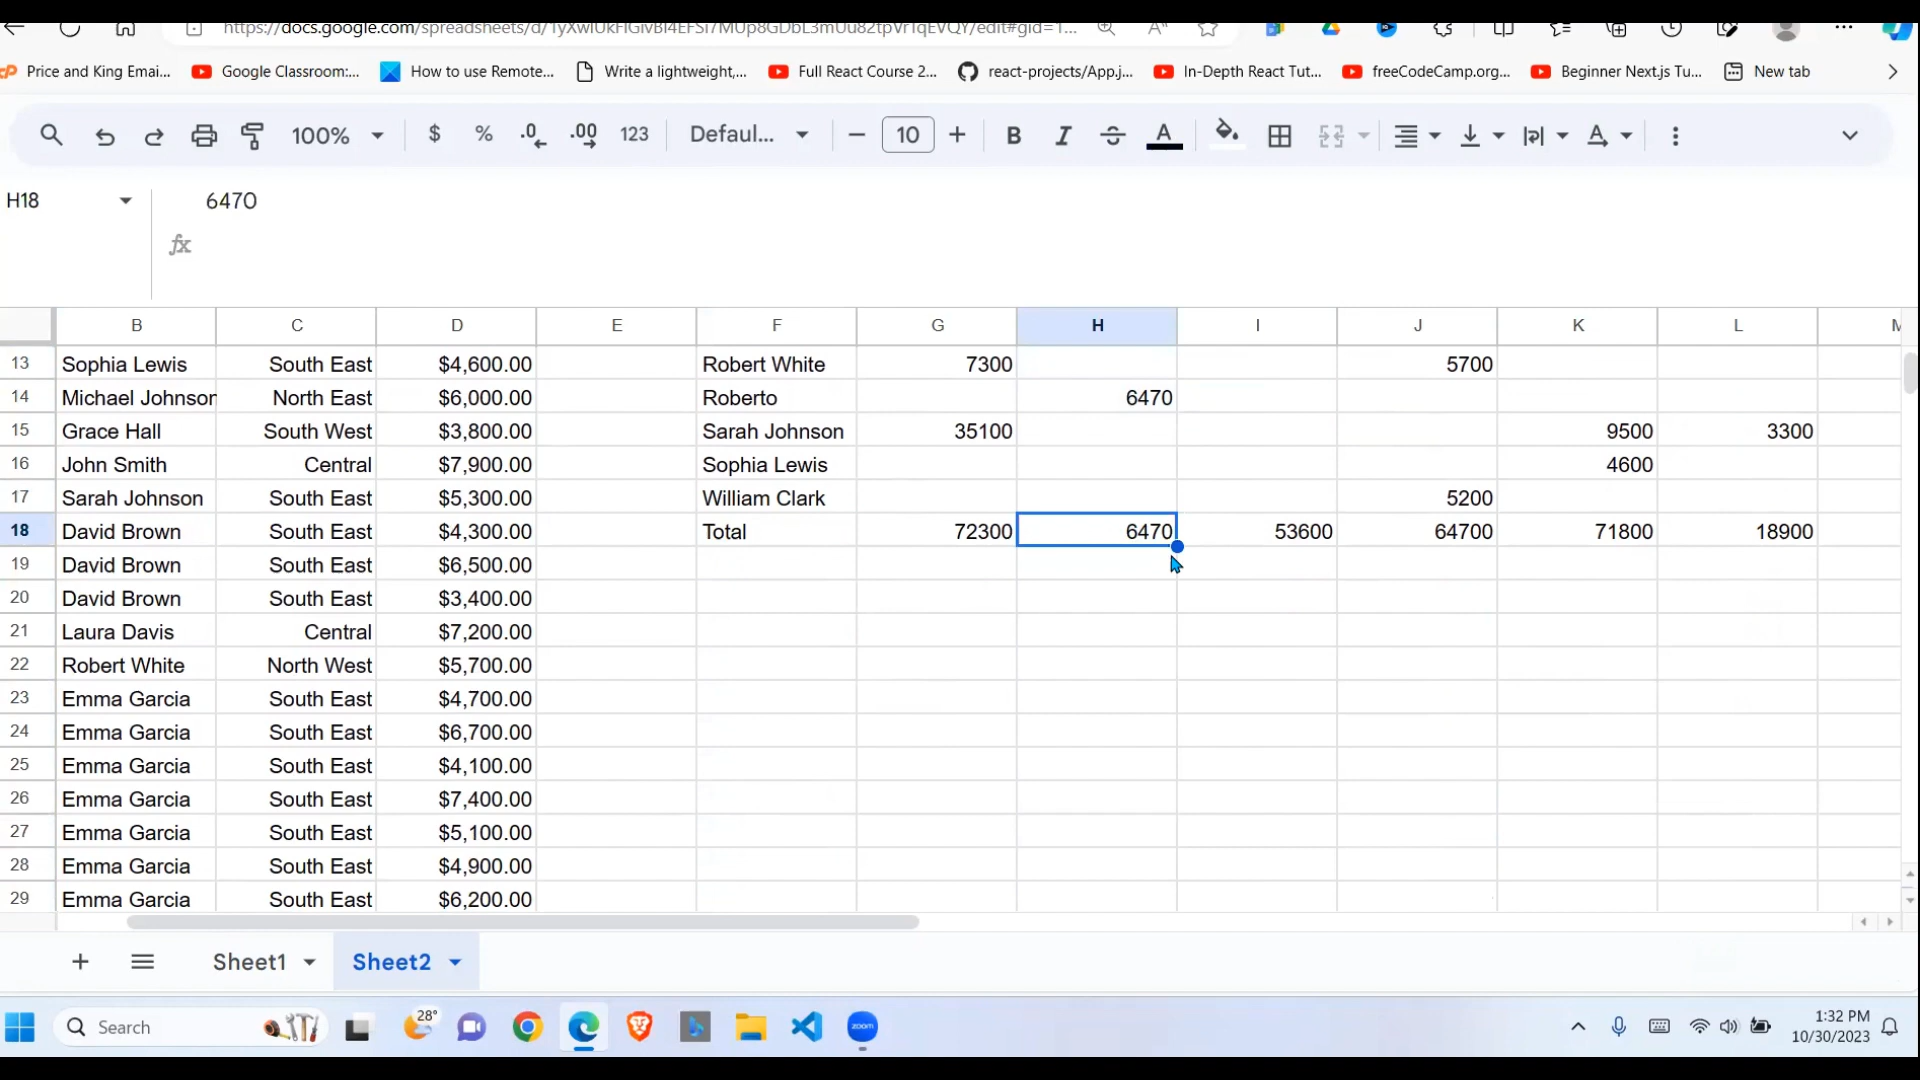 https://docs.google.com/spreadsheets/d/
Price and King Emai...
Google Classroom:...
How to use Remote...
Write a lightweight,...
Full React Course 2...
react-projects/App.j...
In-Depth React Tut...
freeCodeCamp.org...
Beginner Next.js Tu...
New tab
100% $ % .0 .00 123 Defaul... 10 B I A A
H18 6470
fx
B C D E F G H I J K L M
13 Sophia Lewis South East $4,600.00 Robert White 7300 5700
14 Michael Johnson North East $6,000.00 Roberto 6470
15 Grace Hall South West $3,800.00 Sarah Johnson 35100 9500 3300
16 John Smith Central $7,900.00 Sophia Lewis 4600
17 Sarah Johnson South East $5,300.00 William Clark 5200
18 David Brown South East $4,300.00 Total 72300 6470 53600 64700 71800 18900
19 David Brown South East $6,500.00
20 David Brown South East $3,400.00
21 Laura Davis Central $7,200.00
22 Robert White North West $5,700.00
23 Emma Garcia South East $4,700.00
24 Emma Garcia South East $6,700.00
25 Emma Garcia South East $4,100.00
26 Emma Garcia South East $7,400.00
27 Emma Garcia South East $5,100.00
28 Emma Garcia South East $4,900.00
29 Emma Garcia South East $6,200.00
Sheet1 Sheet2
Search
28°
zoom
1:32 PM
10/30/2023